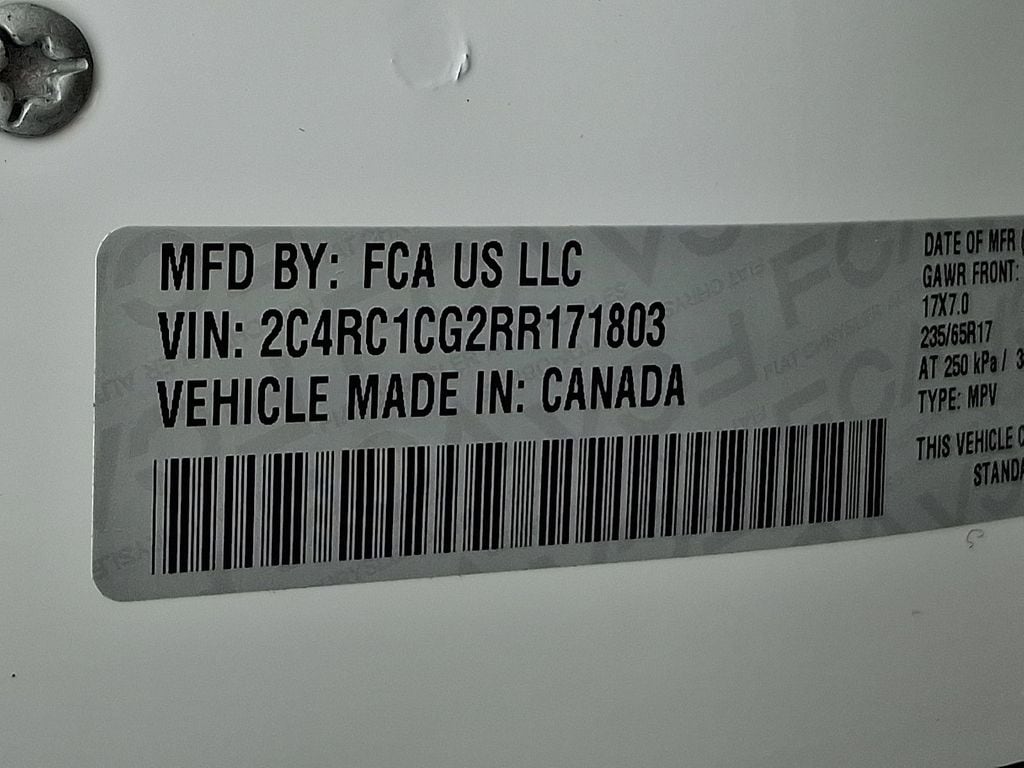 MFD BY: FCA US LLC
VIN: 2C4RC1CG2RR171803
VEHICLE MADE IN: CANADA
DATE OF MFR
GAWR FRONT:
17X7.0
235/65R17
AT 250 kPa / 3
TYPE: MPV
THIS VEHICLE